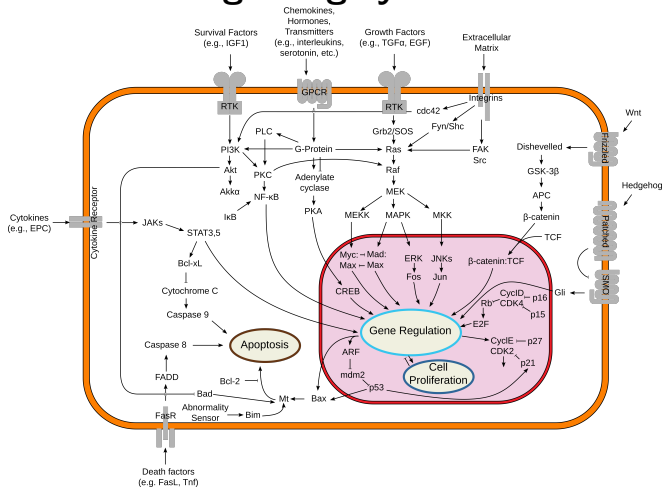 Chemokines,
Hormones,
Transmitters
(e.g., interleukins,
serotonin, etc.)
Survival Factors
(e.g., IGF1)
Growth Factors
(e.g., TGFα, EGF)
Extracellular
Matrix
RTK
GPCR
RTK
Integrins
cdc42
Wnt
PLC
Grb2/SOS
Fyn/Shc
Frizzled
Dishevelled
PI3K
G-Protein
Ras
FAK
Src
GSK-3β
Akt
PKC
Adenylate
cyclase
Raf
Hedgehog
Akkα
NF-κB
MEK
APC
IκB
PKA
MEKK
MAPK
MKK
β-catenin
Patched
Cytokines
(e.g., EPC)
Cytokine Receptor
JAKs
STAT3,5
TCF
Myc:
Mad:
Max
Max
ERK
JNKs
β-catenin:TCF
Bcl-xL
Fos
Jun
SMO
Cytochrome C
CREB
Gli
CycID
p16
Rb
CDK4
p15
Caspase 9
E2F
Gene Regulation
Apoptosis
CycIE
p27
CDK2
p21
Caspase 8
ARF
Cell
Proliferation
FADD
mdm2
p53
Bcl-2
Bad
Mt
Bax
Abnormality
Sensor
Bim
FasR
Death factors
(e.g. FasL, Tnf)